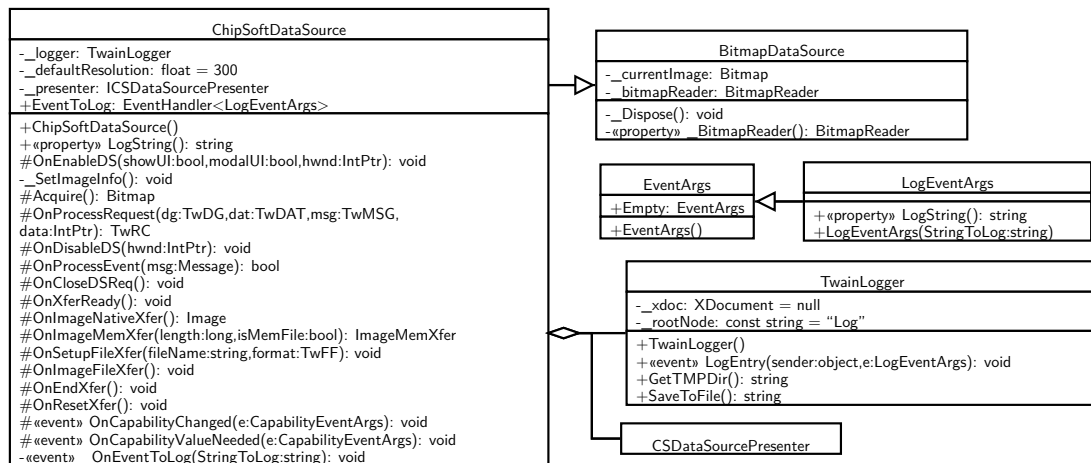 ChipSoftDataSource
-_logger: TwainLogger
-_defaultResolution: float = 300
-_presenter: ICSDataSourcePresenter
+EventToLog: EventHandler<LogEventArgs>
+ChipSoftDataSource()
+«property» LogString(): string
#OnEnableDS(showUI:bool,modalUI:bool,hwnd:IntPtr): void
-_SetImageInfo(): void
#Acquire(): Bitmap
#OnProcessRequest(dg:TwDG,dat:TwDAT,msg:TwMSG,
data:IntPtr): TwRC
#OnDisableDS(hwnd:IntPtr): void
#OnProcessEvent(msg:Message): bool
#OnCloseDSReq(): void
#OnXferReady(): void
#OnImageNativeXfer(): Image
#OnImageMemXfer(length:long,isMemFile:bool): ImageMemXfer
#OnSetupFileXfer(fileName:string,format:TwFF): void
#OnImageFileXfer(): void
#OnEndXfer(): void
#OnResetXfer(): void
#«event» OnCapabilityChanged(e:CapabilityEventArgs): void
#«event» OnCapabilityValueNeeded(e:CapabilityEventArgs): void
-«event» _OnEventToLog(StringToLog:string): void
BitmapDataSource
-_currentImage: Bitmap
-_bitmapReader: BitmapReader
-_Dispose(): void
-«property» _BitmapReader(): BitmapReader
EventArgs
+Empty: EventArgs
+EventArgs()
LogEventArgs
+«property» LogString(): string
+LogEventArgs(StringToLog:string)
TwainLogger
-_xdoc: XDocument = null
-_rootNode: const string = “Log”
+TwainLogger()
+«event» LogEntry(sender:object,e:LogEventArgs): void
+GetTMPDir(): string
+SaveToFile(): string
CSDataSourcePresenter